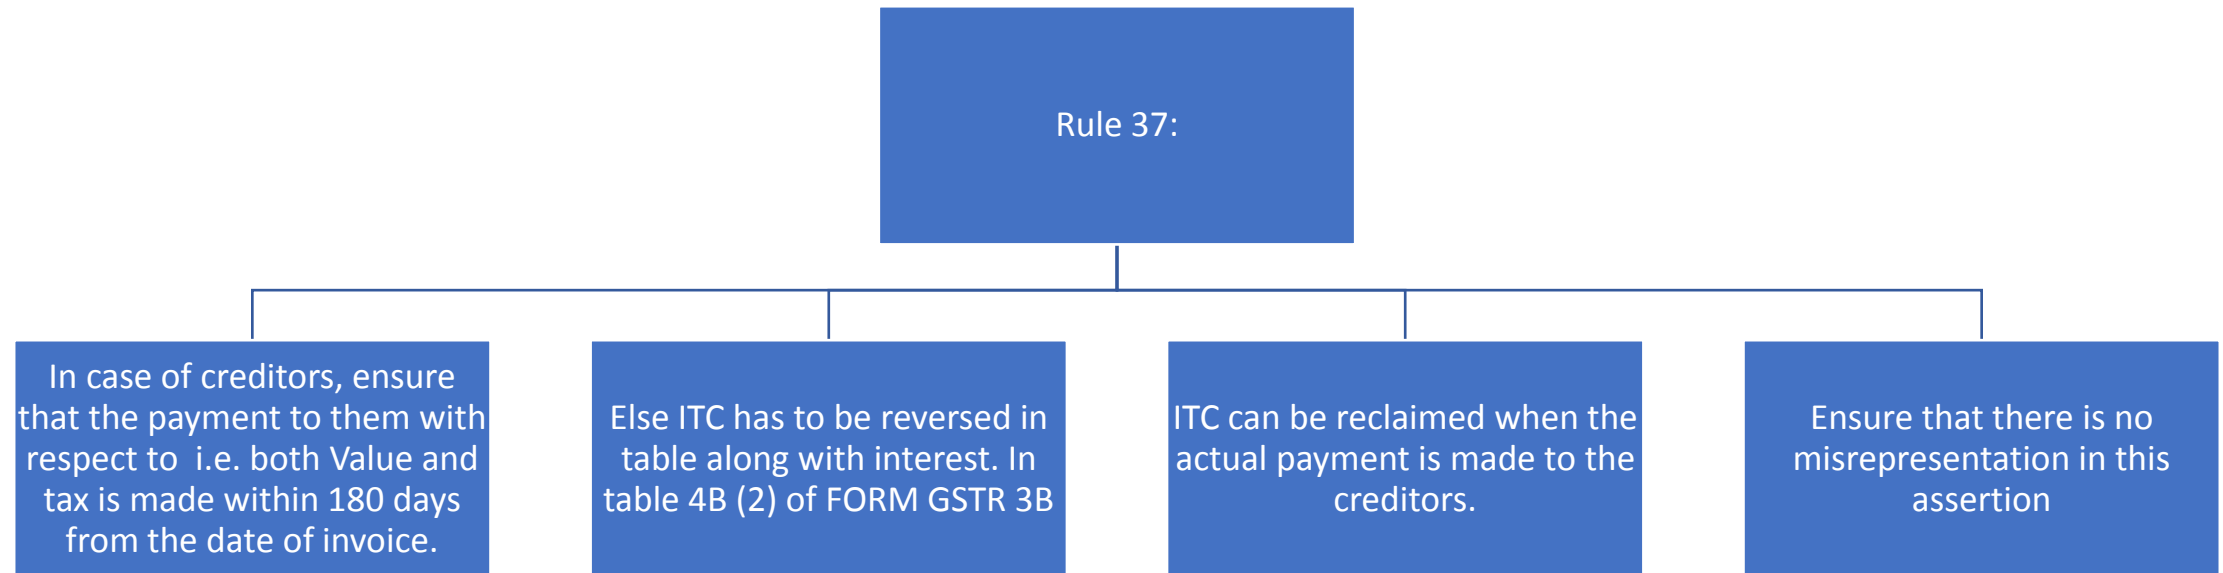 Rule 37:
In case of creditors, ensure
that the payment to them with
respect to  i.e. both Value and
tax is made within 180 days
from the date of invoice.
Else ITC has to be reversed in
table along with interest. In
table 4B (2) of FORM GSTR 3B
ITC can be reclaimed when the
actual payment is made to the
creditors.
Ensure that there is no
misrepresentation in this
assertion